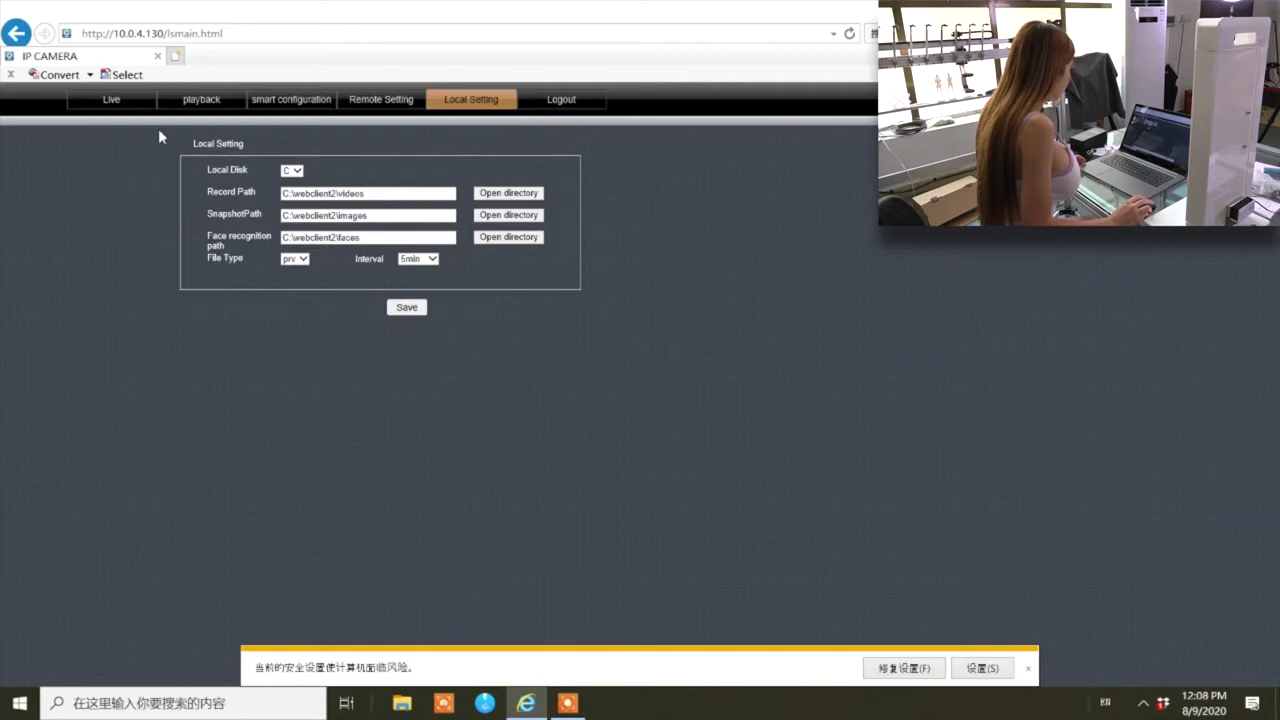 http://10.0.4.130/lsmain.html
IP CAMERA
x Convert Select
Live playback smart configuration Remote Setting Local Setting Logout
Local Setting
Local Disk C
Record Path C:\webclient2\videos Open directory
SnapshotPath C:\webclient2\images Open directory
Face recognition path C:\webclient2\faces Open directory
File Type prv Interval 5min
Save
当前的安全设置使计算机面临风险。 修复设置(F) 设置(S) ×
在这里输入你要搜索的内容
12:08 PM
8/9/2020